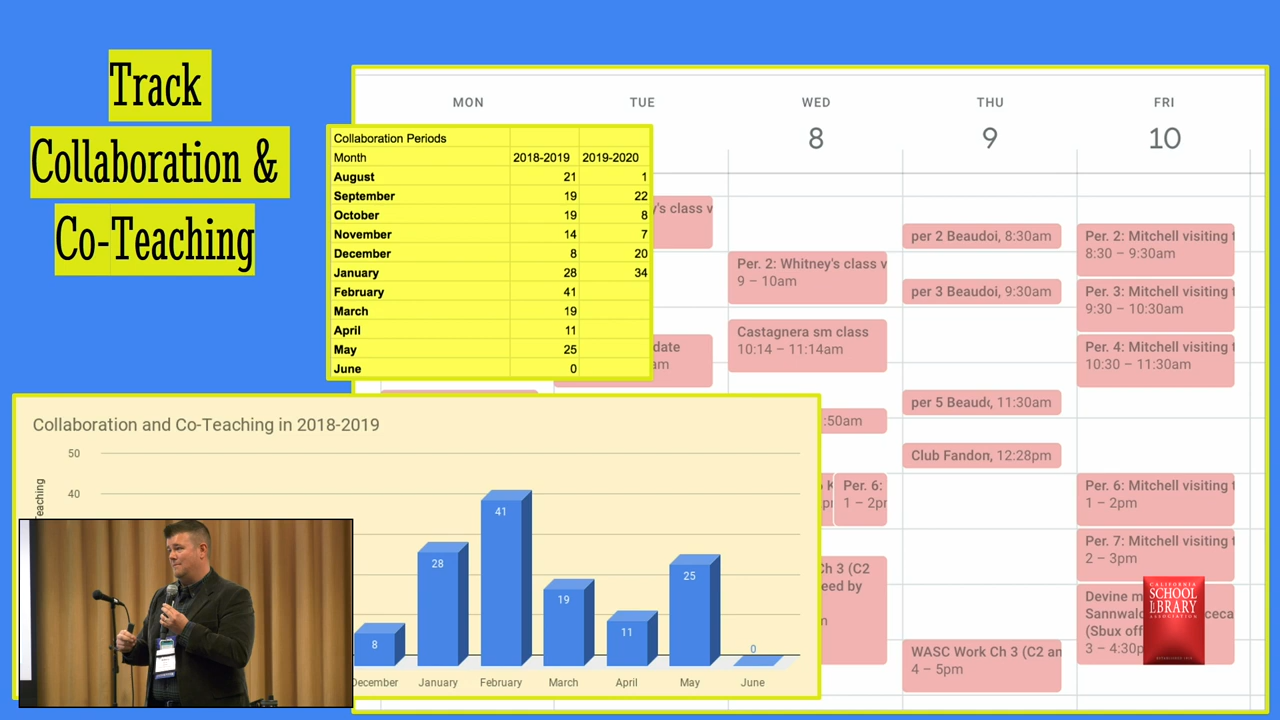 Track
Collaboration &
Co-Teaching
MON TUE WED THU FRI
8 9 10
Collaboration Periods
Month 2018-2019 2019-2020
August 21 1
September 19 22
October 19 8
November 14 7
December 8 20
January 28 34
February 41
March 19
April 11
May 25
June 0
's class v
date
am
Per. 2: Whitney's class v
9 – 10am
Castagnera sm class
10:14 – 11:14am
:50am
Per. 6:
1 – 2pr
Ch 3 (C2
eed by
per 2 Beaudoi, 8:30am
per 3 Beaudoi, 9:30am
per 5 Beaud, 11:30am
Club Fandon, 12:28pm
WASC Work Ch 3 (C2 an
4 – 5pm
Per. 2: Mitchell visiting t
8:30 – 9:30am
Per. 3: Mitchell visiting t
9:30 – 10:30am
Per. 4: Mitchell visiting t
10:30 – 11:30am
Per. 6: Mitchell visiting t
1 – 2pm
Per. 7: Mitchell visiting t
2 – 3pm
Devine m
Sannwalc ceca
(Sbux off
3 – 4:30p
CALIFORNIA
SCHOOL
LIBRARY
ASSOCIATION
Collaboration and Co-Teaching in 2018-2019
50
40
Teaching
8 28 41 19 11 25 0
December January February March April May June